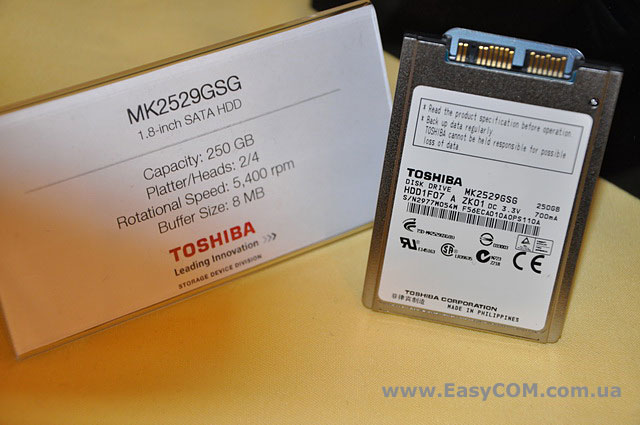 MK2529GSG
1.8-inch SATA HDD
Capacity: 250 GB
Platter/Heads: 2/4
Rotational Speed: 5,400 rpm
Buffer Size: 8 MB
TOSHIBA
Leading Innovation >>>
STORAGE DEVICE DIVISION
* Read the product specification before operation
* Back up data regularly
TOSHIBA cannot be held responsible for possible
loss of data
TOSHIBA
DISK DRIVE MK2529GSG 250GB
HDD1F07 A ZK01 DC 3.3V 700mA
S/N2977M054M F56ECAD10A0PS110A
CE
TOSHIBA CORPORATION
MADE IN PHILIPPINES
www.EasyCOM.com.ua